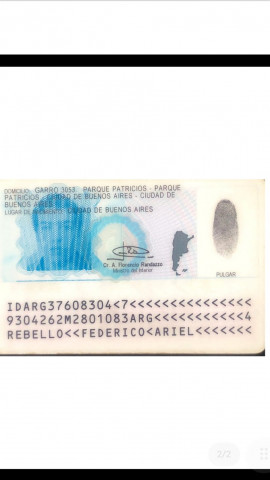 DOMICILIO: GARRO 3053 PARQUE PATRICIOS - PARQUE
PATRICIOS - CIUDAD DE BUENOS AIRES - CIUDAD DE
BUENOS AIRES
LUGAR DE NACIMIENTO: CIUDAD DE BUENOS AIRES
Cr. A. Florencio Randazzo
Ministro del Interior
PULGAR
IDARG37608304<7<<<<<<<<<<<<<<<
9304262M2801083ARG<<<<<<<<<<<4
REBELLO<<FEDERICO<ARIEL<<<<<<<
2/2